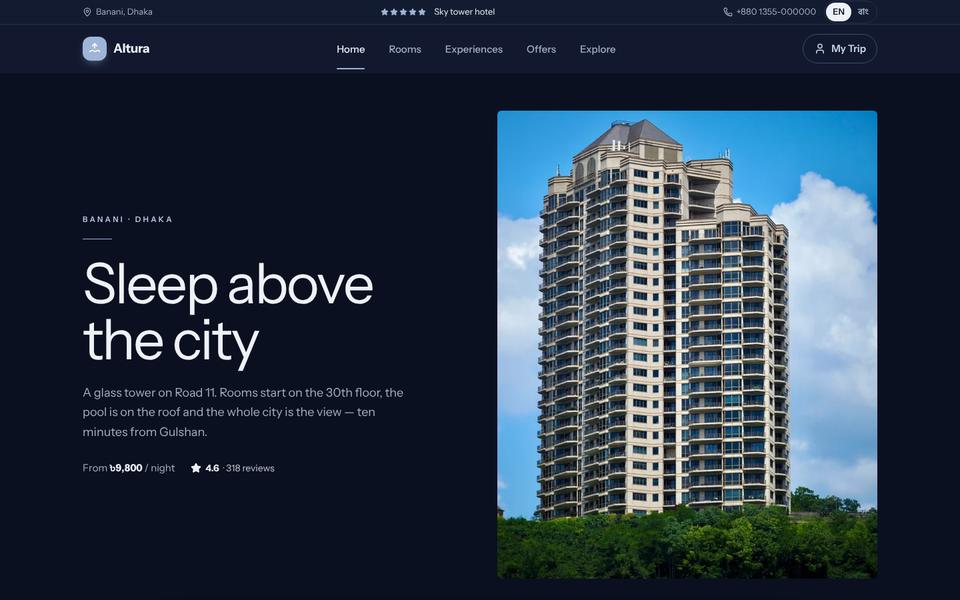 Banani, Dhaka
Sky tower hotel
+880 1355-000000
EN
বাং
Altura
Home
Rooms
Experiences
Offers
Explore
My Trip
BANANI · DHAKA
Sleep above
the city
A glass tower on Road 11. Rooms start on the 30th floor, the
pool is on the roof and the whole city is the view — ten
minutes from Gulshan.
From ৳9,800 / night
4.6 · 318 reviews